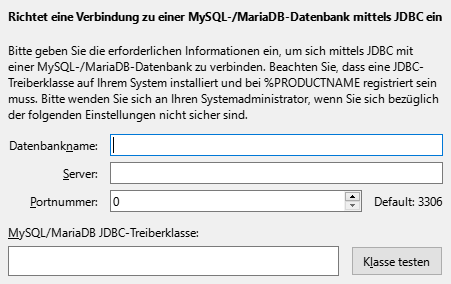 Richtet eine Verbindung zu einer MySQL-/MariaDB-Datenbank mittels JDBC ein
Bitte geben Sie die erforderlichen Informationen ein, um sich mittels JDBC mit
einer MySQL-/MariaDB-Datenbank zu verbinden. Beachten Sie, dass eine JDBC-
Treiberklasse auf Ihrem System installiert und bei %PRODUCTNAME registriert sein
muss. Bitte wenden Sie sich an Ihren Systemadministrator, wenn Sie sich bezüglich
der folgenden Einstellungen nicht sicher sind.
Datenbankname:
Server:
Portnummer: 0 Default: 3306
MySQL/MariaDB JDBC-Treiberklasse:
Klasse testen